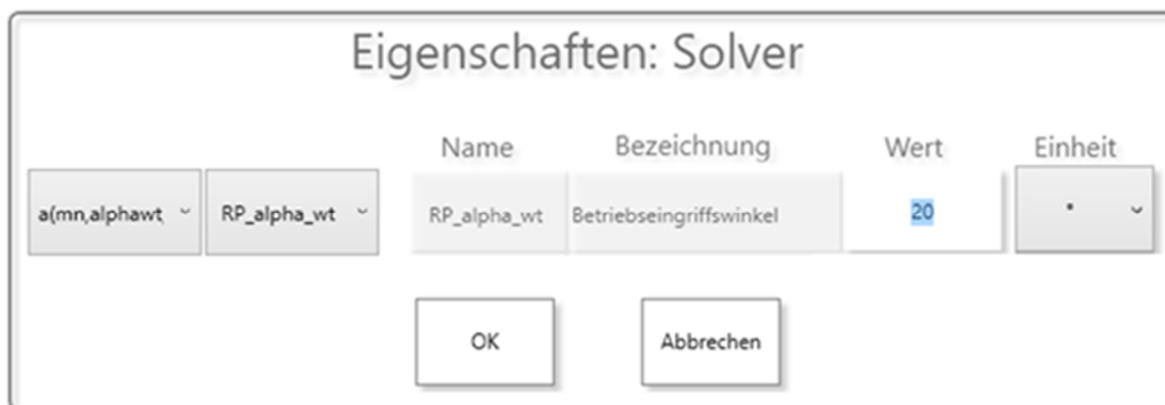 Eigenschaften: Solver
Name Bezeichnung Wert Einheit
a(mn,alphawt, RP_alpha_wt RP_alpha_wt Betriebseingriffswinkel 20 °
OK Abbrechen